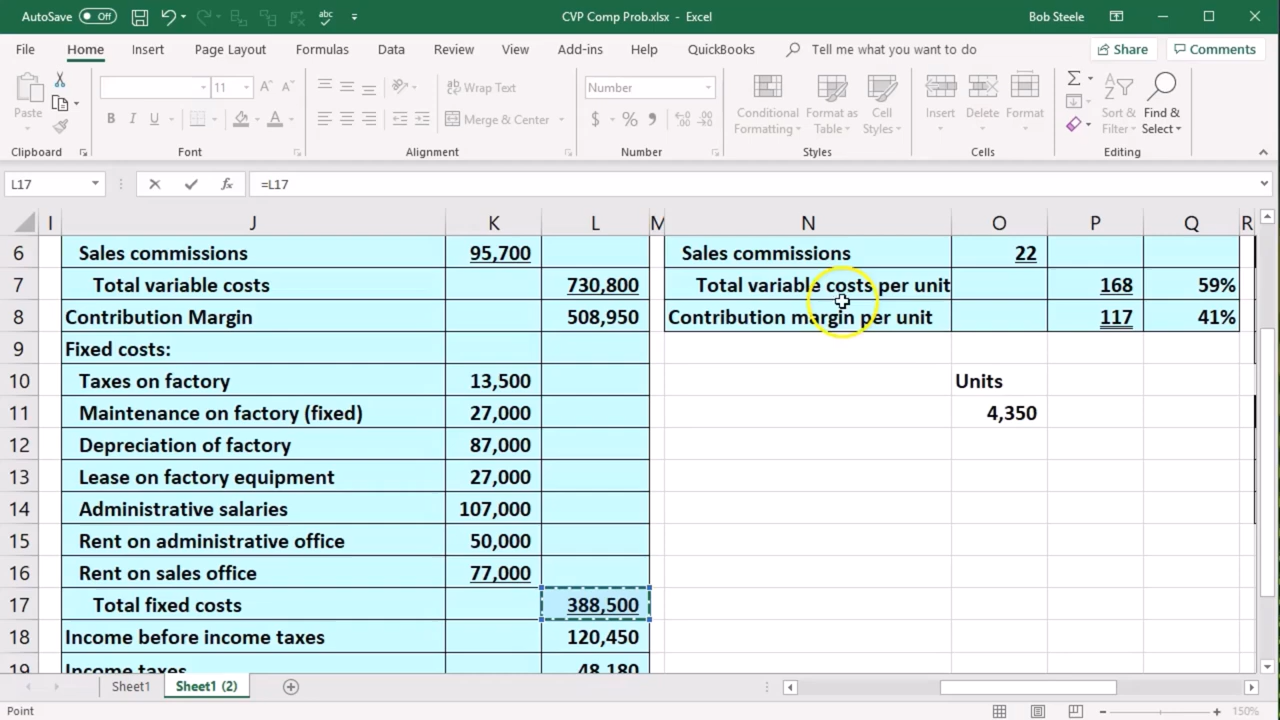 AutoSave Off CVP Comp Prob.xlsx - Excel Bob Steele
File Home Insert Page Layout Formulas Data Review View Add-ins Help QuickBooks Tell me what you want to do Share Comments
Paste 11 A A Wrap Text Number Conditional Formatting Format as Table Cell Styles Insert Delete Format Sort & Filter Find & Select
B I U A Merge & Center $ % ,
Clipboard Font Alignment Number Styles Cells Editing
L17 fx =L17
I J K L M N O P Q R
6 Sales commissions 95,700 Sales commissions 22
7 Total variable costs 730,800 Total variable costs per unit 168 59%
8 Contribution Margin 508,950 Contribution margin per unit 117 41%
9 Fixed costs:
10 Taxes on factory 13,500 Units
11 Maintenance on factory (fixed) 27,000 4,350
12 Depreciation of factory 87,000
13 Lease on factory equipment 27,000
14 Administrative salaries 107,000
15 Rent on administrative office 50,000
16 Rent on sales office 77,000
17 Total fixed costs 388,500
18 Income before income taxes 120,450
19 Income taxes 48,180
Sheet1 Sheet1 (2)
Point 150%